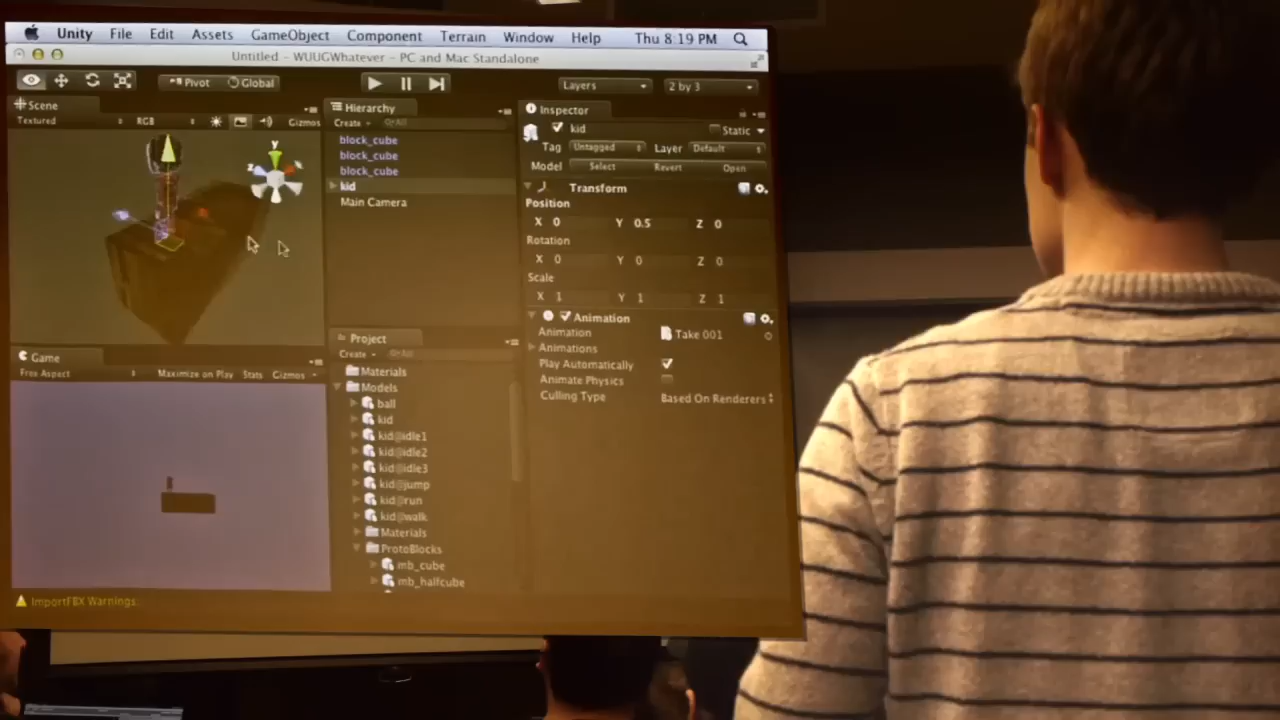 Unity File Edit Assets GameObject Component Terrain Window Help Thu 8:19 PM
Untitled - WUUGWhatever - PC and Mac Standalone
Pivot Global Layers 2 by 3
Scene
Textured RGB Gizmos
Hierarchy
Create All
block_cube
block_cube
block_cube
kid
Main Camera
Inspector
kid Static
Tag Untagged Layer Default
Model Select Revert Open
Transform
Position
X 0 Y 0.5 Z 0
Rotation
X 0 Y 0 Z 0
Scale
X 1 Y 1 Z 1
Animation
Animation Take 001
Animations
Play Automatically
Animate Physics
Culling Type Based On Renderers
y
z
Game
Free Aspect Maximize on Play Stats Gizmos
Project
Create All
Materials
Models
ball
kid
kid@idle1
kid@idle2
kid@idle3
kid@jump
kid@run
kid@walk
Materials
ProtoBlocks
mb_cube
mb_halfcube
ImportFBX Warnings: